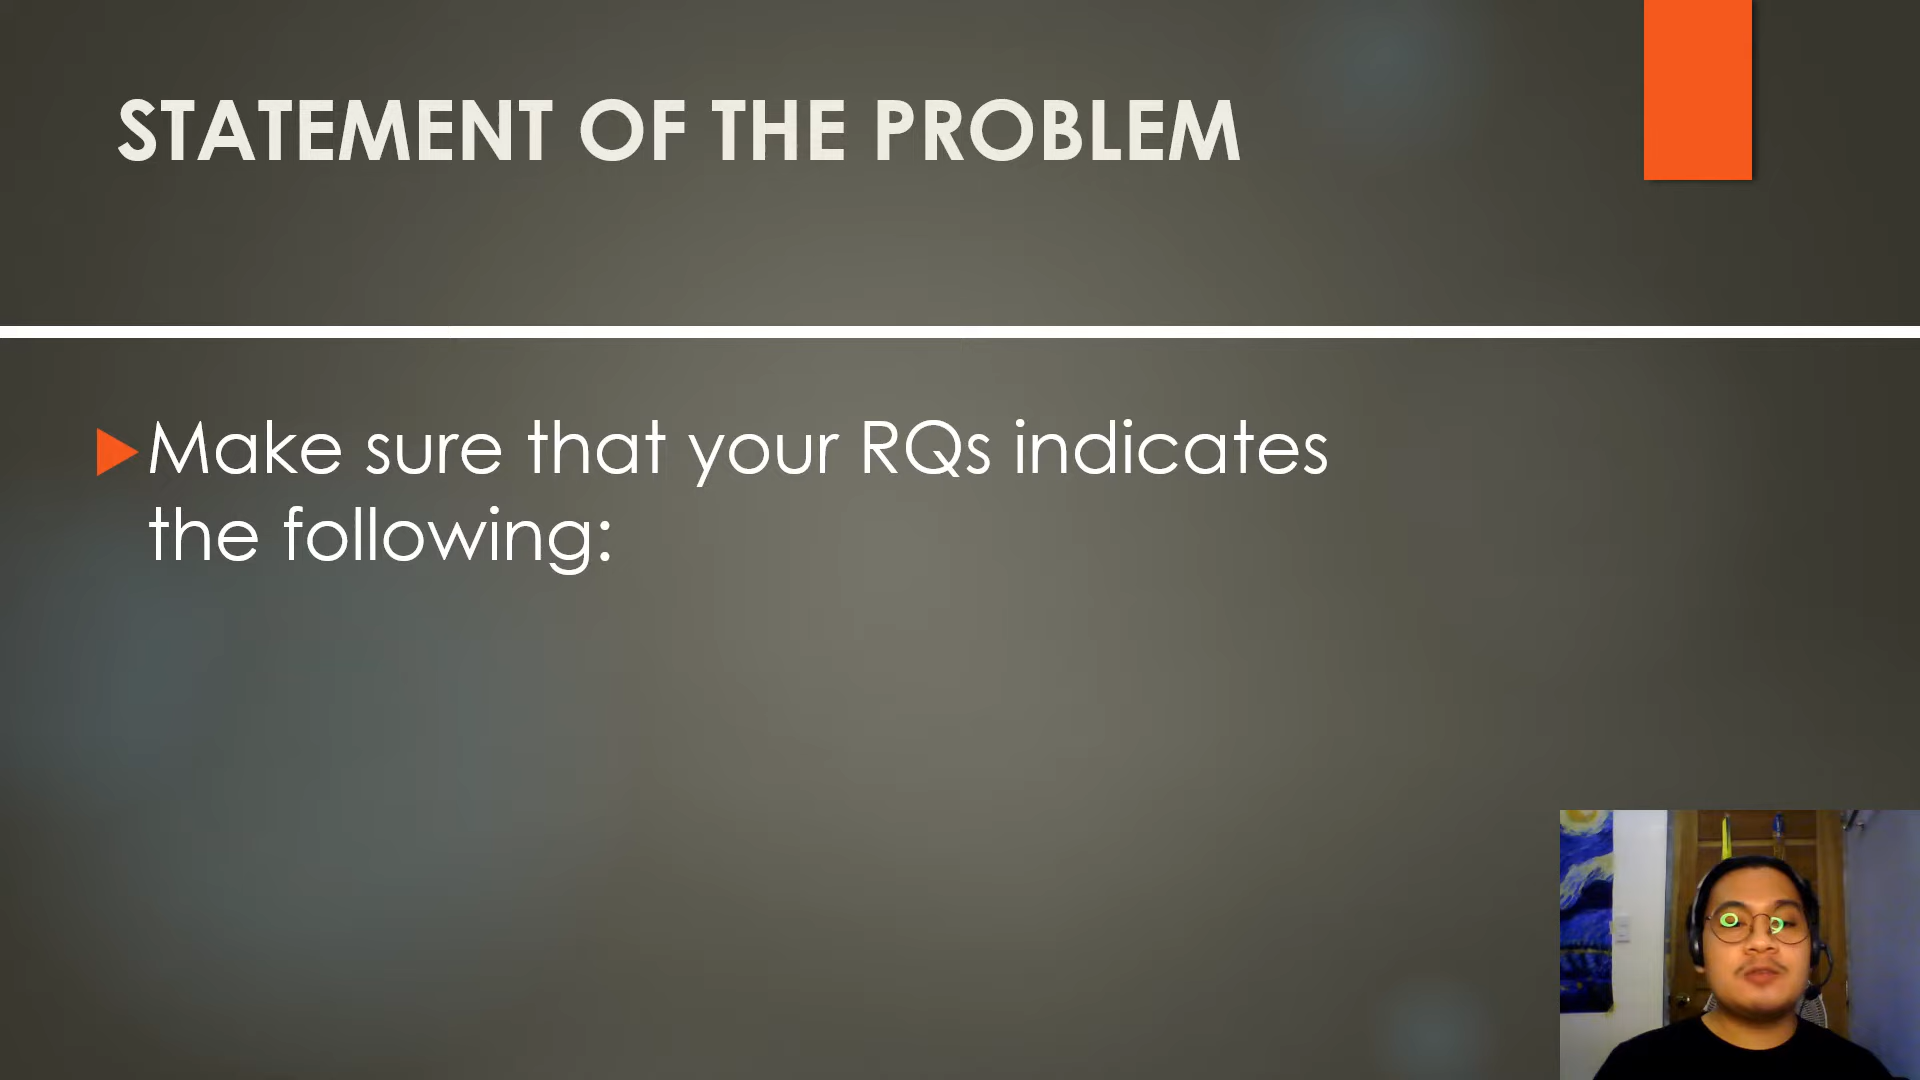 STATEMENT OF THE PROBLEM
Make sure that your RQs indicates
the following: